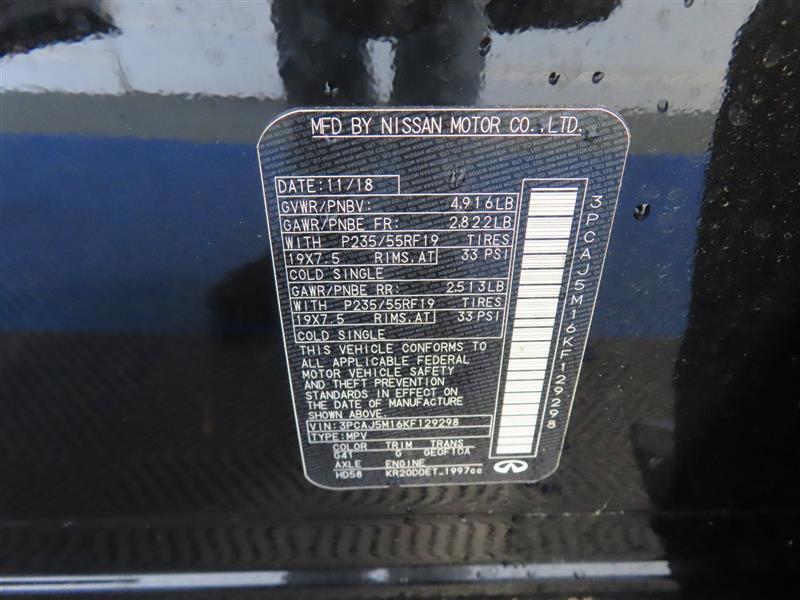 MFD BY NISSAN MOTOR CO.,LTD.
DATE:11/18
GVWR/PNBV: 4,916LB
GAWR/PNBE FR: 2,822LB
WITH P235/55RF19 TIRES
19X7.5 RIMS,AT 33 PSI
COLD SINGLE
GAWR/PNBE RR: 2,513LB
WITH P235/55RF19 TIRES
19X7.5 RIMS,AT 33 PSI
COLD SINGLE
THIS VEHICLE CONFORMS TO
ALL APPLICABLE FEDERAL
MOTOR VEHICLE SAFETY
AND THEFT PREVENTION
STANDARDS IN EFFECT ON
THE DATE OF MANUFACTURE
SHOWN ABOVE.
VIN:3PCAJ5M16KF129298
TYPE:MPV
COLOR TRIM TRANS
G41 G GE0F10A
AXLE ENGINE
HD58 KR20DDET-1997cc
3PCAJ5M16KF129298